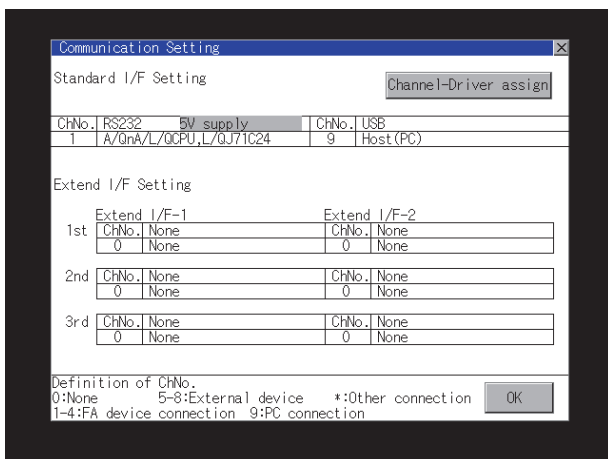 Communication Setting
Standard I/F Setting
Channel-Driver assign
ChNo. RS232 5V supply ChNo. USB
1 A/QnA/L/QCPU,L/QJ71C24 9 Host(PC)
Extend I/F Setting
Extend I/F-1 Extend I/F-2
1st ChNo. None ChNo. None
0 None 0 None
2nd ChNo. None ChNo. None
0 None 0 None
3rd ChNo. None ChNo. None
0 None 0 None
Definition of ChNo.
0:None 5-8:External device *:Other connection OK
1-4:FA device connection 9:PC connection